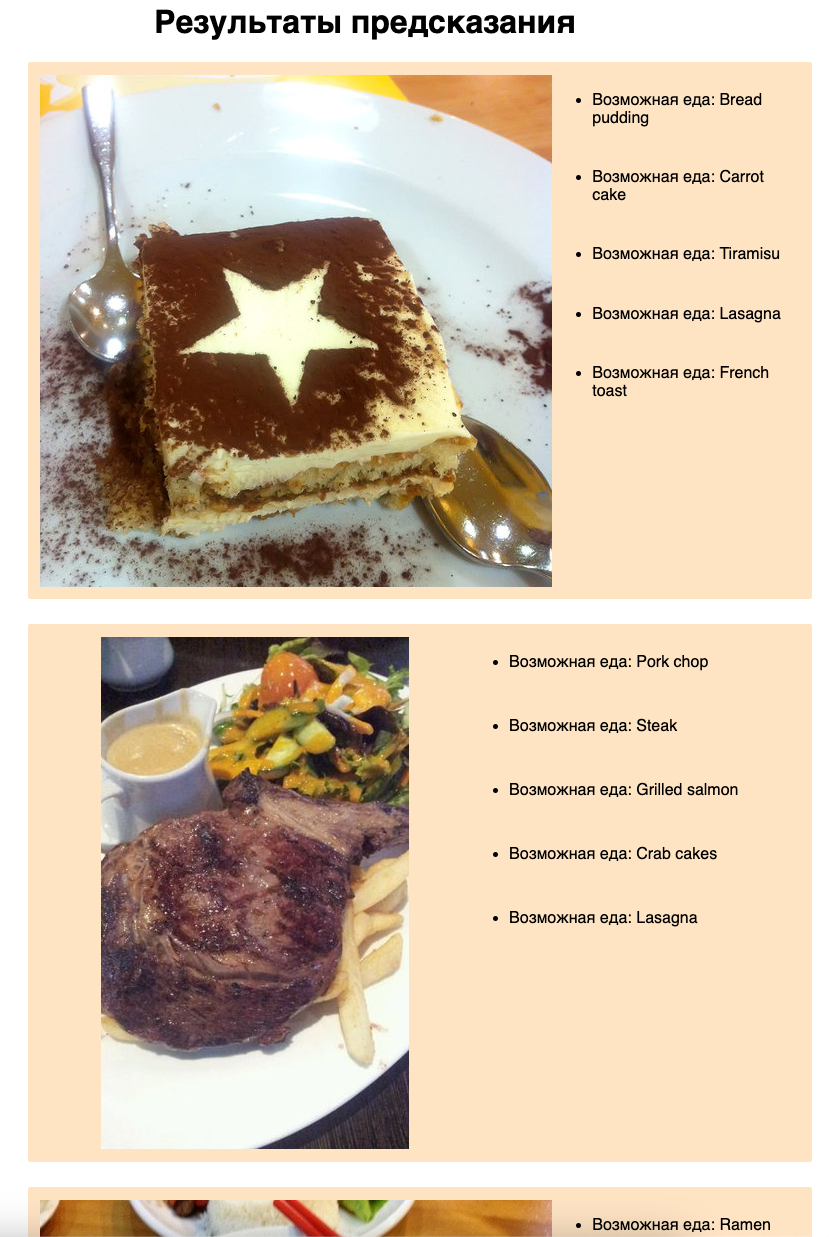 Результаты предсказания
Возможная еда: Bread
pudding
Возможная еда: Carrot
cake
Возможная еда: Tiramisu
Возможная еда: Lasagna
Возможная еда: French
toast
Возможная еда: Pork chop
Возможная еда: Steak
Возможная еда: Grilled salmon
Возможная еда: Crab cakes
Возможная еда: Lasagna
Возможная еда: Ramen